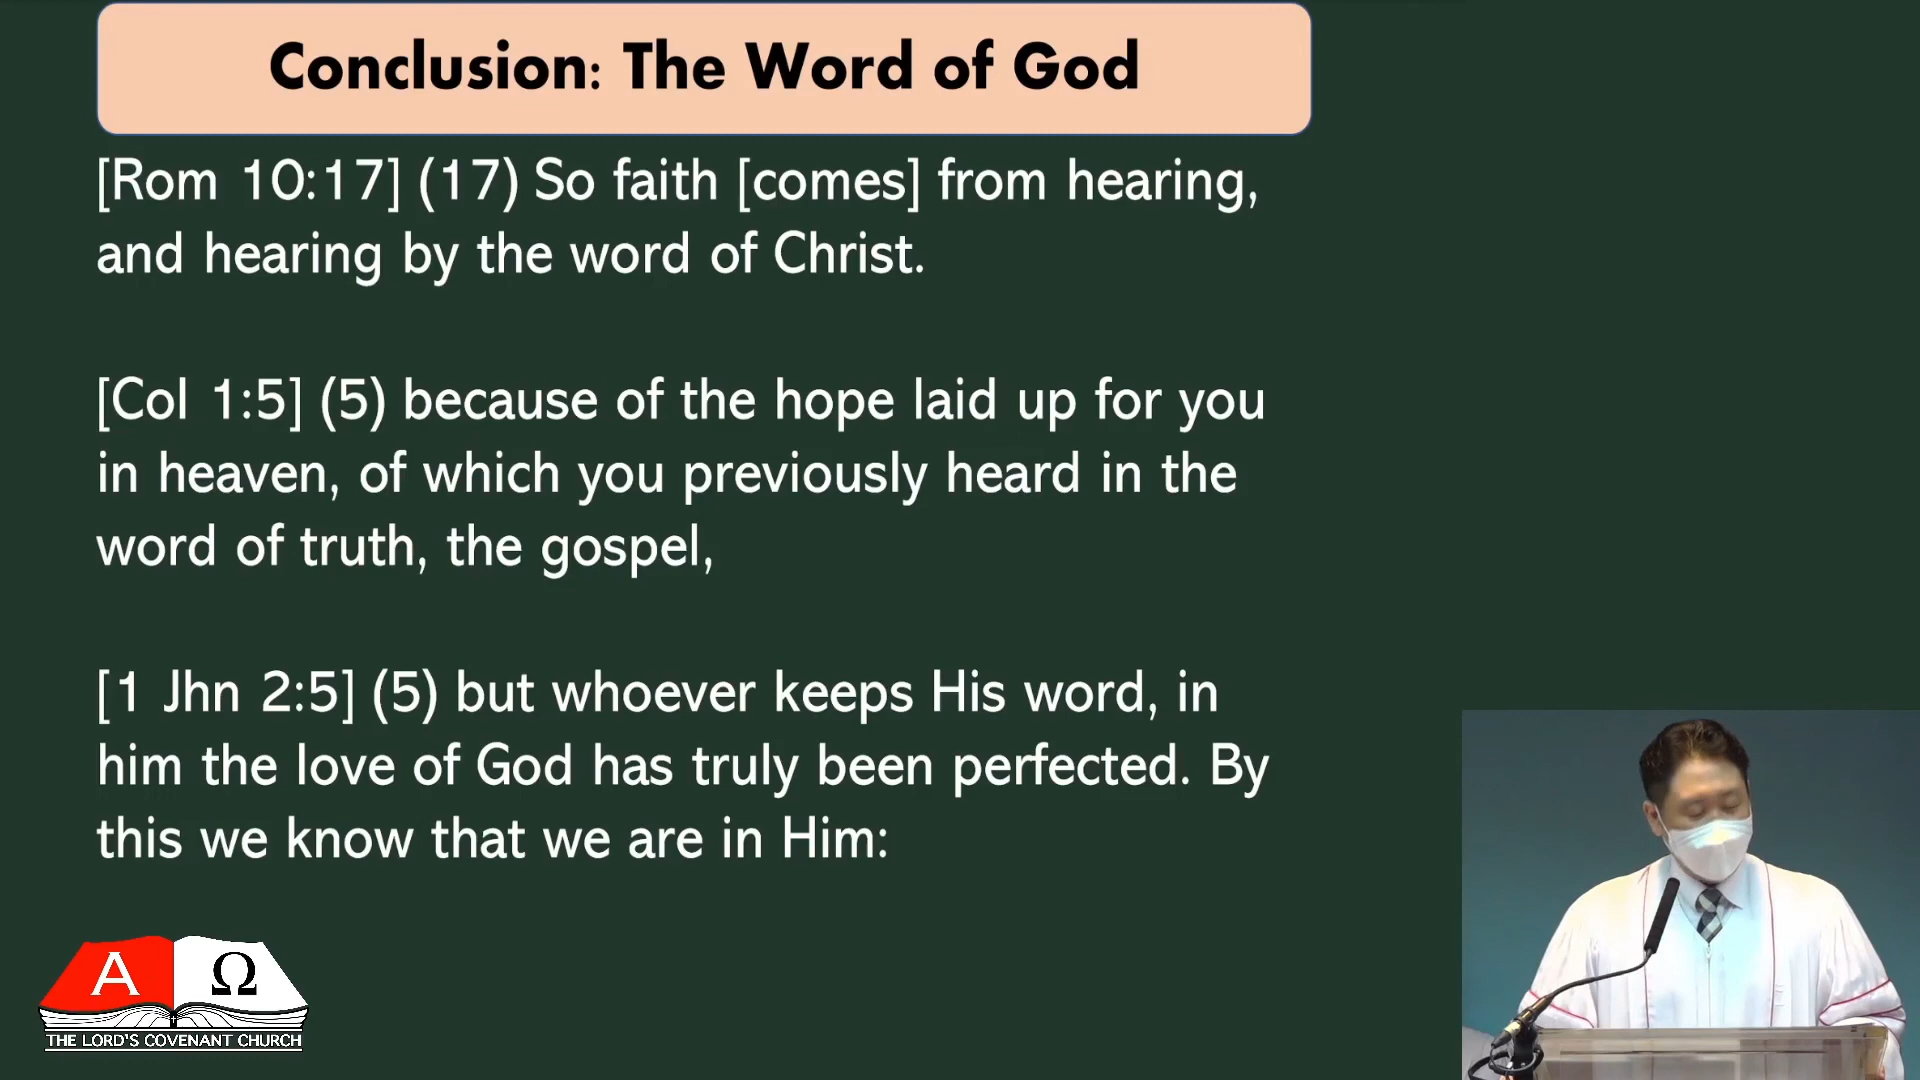 Conclusion: The Word of God
[Rom 10:17] (17) So faith [comes] from hearing,
and hearing by the word of Christ.
[Col 1:5] (5) because of the hope laid up for you
in heaven, of which you previously heard in the
word of truth, the gospel,
[1 Jhn 2:5] (5) but whoever keeps His word, in
him the love of God has truly been perfected. By
this we know that we are in Him:
Α Ω
THE LORD'S COVENANT CHURCH